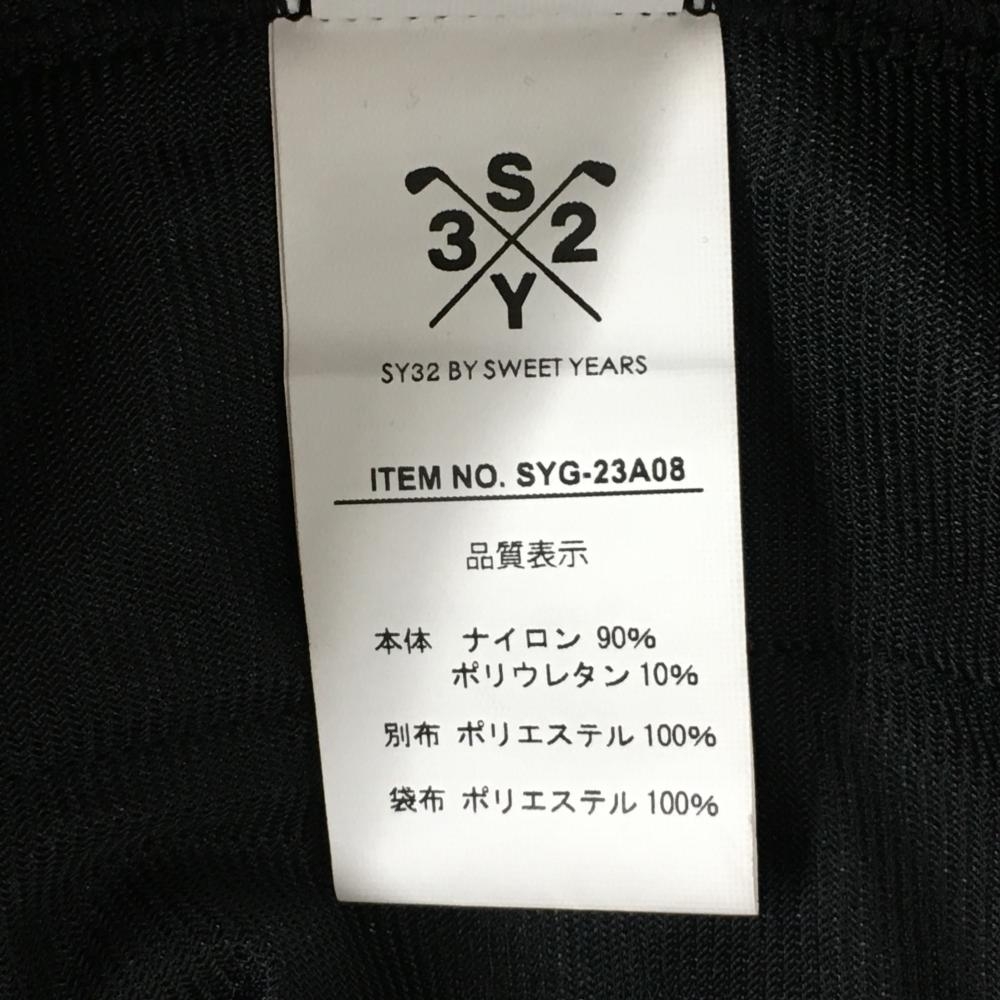 S
3 2
Y
SY32 BY SWEET YEARS
ITEM NO. SYG-23A08
品質表示
本体 ナイロン 90%
ポリウレタン 10%
別布 ポリエステル 100%
袋布 ポリエステル 100%